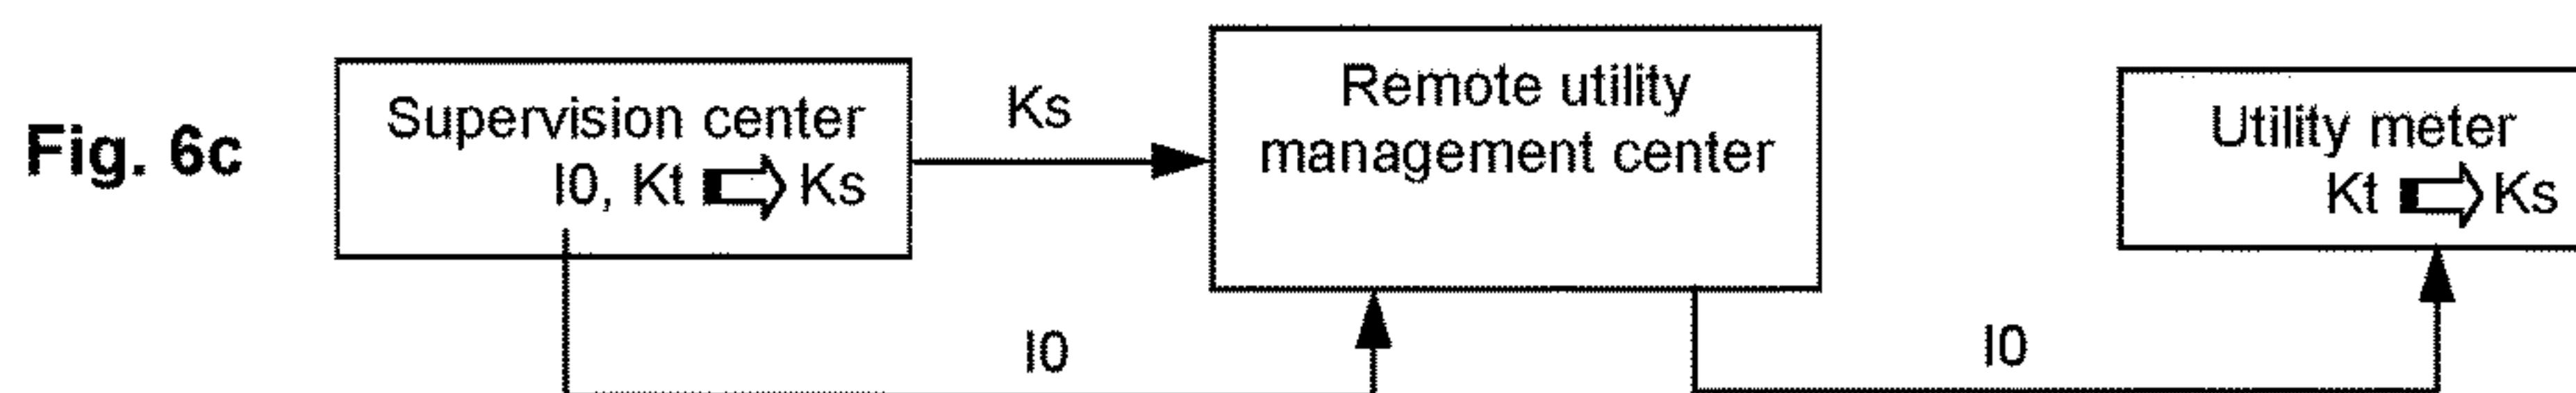 Fig. 6c
Supervision center
I0, Kt ⇨ Ks
Ks
Remote utility
management center
Utility meter
Kt ⇨ Ks
I0
I0